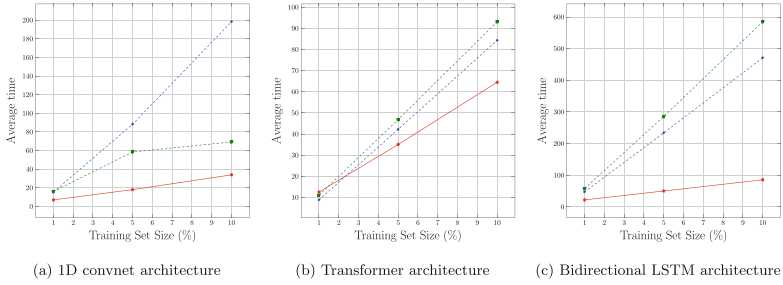 Average time
200
180
160
140
120
100
80
60
40
20
0
1 2 3 4 5 6 7 8 9 10
Training Set Size (%)
(a) 1D convnet architecture
Average time
100
90
80
70
60
50
40
30
20
10
1 2 3 4 5 6 7 8 9 10
Training Set Size (%)
(b) Transformer architecture
Average time
600
500
400
300
200
100
0
1 2 3 4 5 6 7 8 9 10
Training Set Size (%)
(c) Bidirectional LSTM architecture